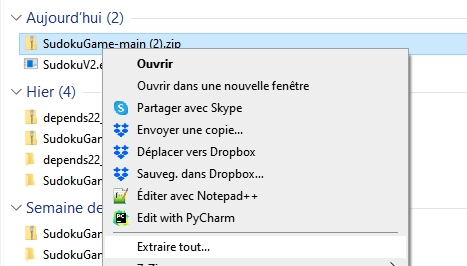 Aujourd'hui (2)
SudokuGame-main (2).zip
SudokuV2.e
Ouvrir
Ouvrir dans une nouvelle fenêtre
Hier (4)
Partager avec Skype
depends22_
Envoyer une copie...
SudokuGam
Déplacer vers Dropbox
depends22_
Sauveg. dans Dropbox...
SudokuGam
Éditer avec Notepad++
Semaine de
Edit with PyCharm
SudokuGam
Extraire tout...
SudokuGam